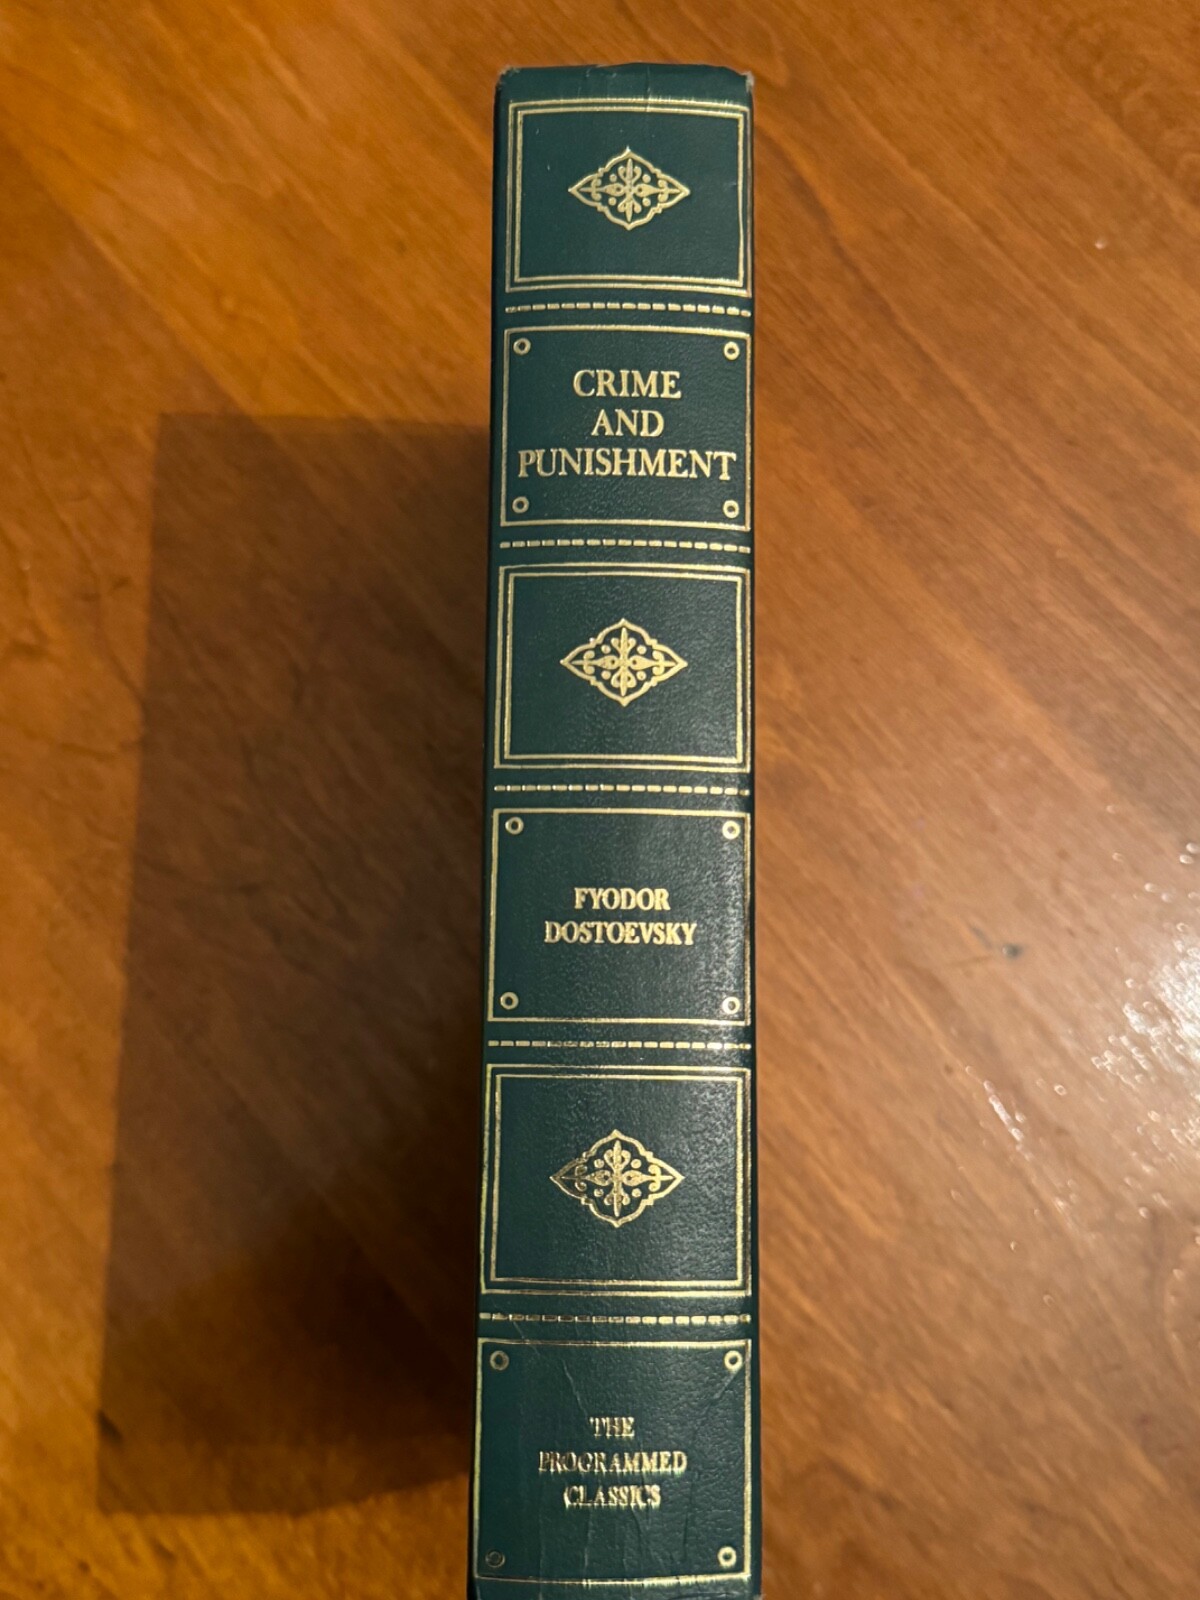 CRIME
AND
PUNISHMENT
FYODOR
DOSTOEVSKY
THE
PROGRAMMED
CLASSICS